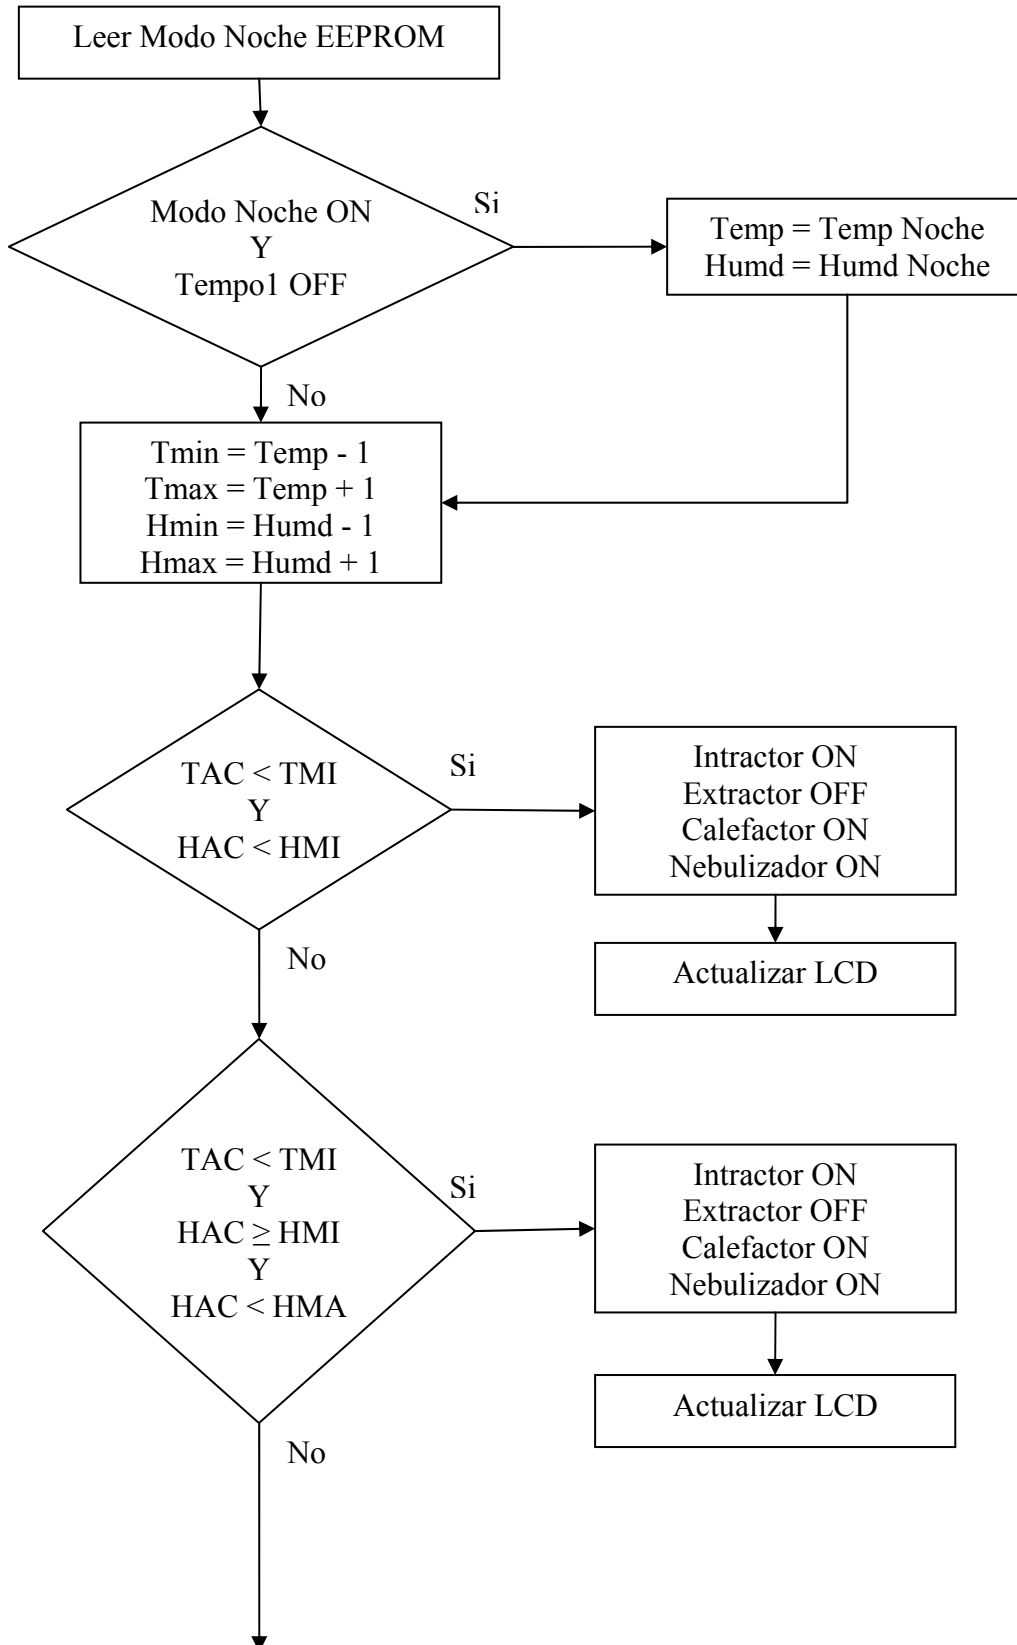 Leer Modo Noche EEPROM
Modo Noche ON
Y
Tempo1 OFF
Si
Temp = Temp Noche
Humd = Humd Noche
No
Tmin = Temp - 1
Tmax = Temp + 1
Hmin = Humd - 1
Hmax = Humd + 1
TAC < TMI
Y
HAC < HMI
Si
Intractor ON
Extractor OFF
Calefactor ON
Nebulizador ON
Actualizar LCD
No
TAC < TMI
Y
HAC ≥ HMI
Y
HAC < HMA
Si
Intractor ON
Extractor OFF
Calefactor ON
Nebulizador ON
Actualizar LCD
No